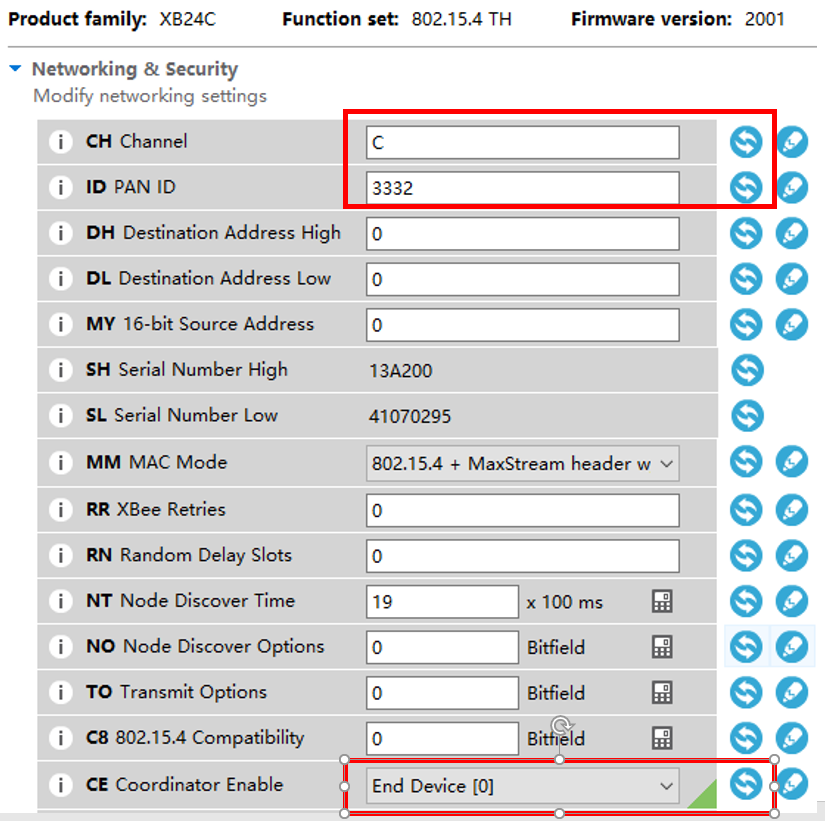 Product family: XB24C Function set: 802.15.4 TH Firmware version: 2001
Networking & Security
Modify networking settings
i CH Channel C
i ID PAN ID 3332
i DH Destination Address High 0
i DL Destination Address Low 0
i MY 16-bit Source Address 0
i SH Serial Number High 13A200
i SL Serial Number Low 41070295
i MM MAC Mode 802.15.4 + MaxStream header w
i RR XBee Retries 0
i RN Random Delay Slots 0
i NT Node Discover Time 19 x 100 ms
i NO Node Discover Options 0 Bitfield
i TO Transmit Options 0 Bitfield
i C8 802.15.4 Compatibility 0 Bitfield
i CE Coordinator Enable End Device [0]